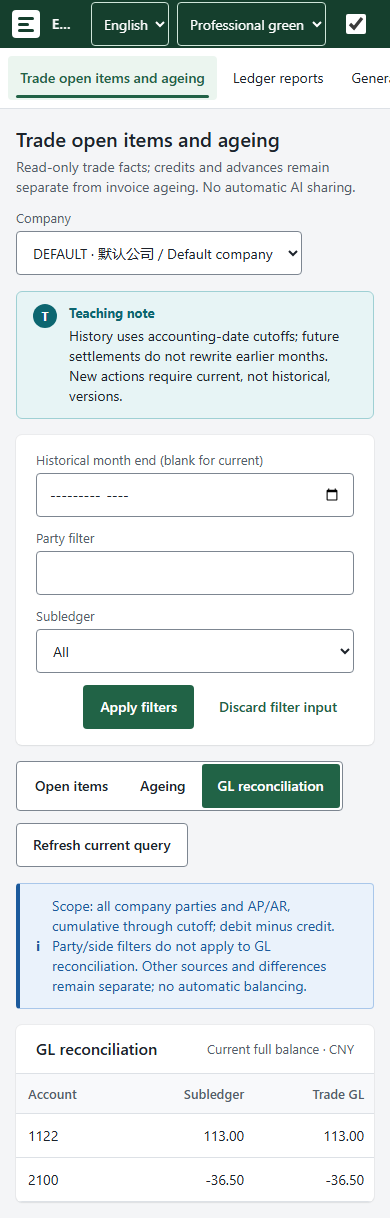 E...
English
Professional green
Trade open items and ageing
Ledger reports
Trade open items and ageing
Read-only trade facts; credits and advances remain
separate from invoice ageing. No automatic AI sharing.
Company
DEFAULT · 默认公司 / Default company
T
Teaching note
History uses accounting-date cutoffs; future
settlements do not rewrite earlier months.
New actions require current, not historical,
versions.
Historical month end (blank for current)
--------- ----
Party filter
Subledger
All
Apply filters
Discard filter input
Open items
Ageing
GL reconciliation
Refresh current query
Scope: all company parties and AP/AR,
cumulative through cutoff; debit minus credit.
i Party/side filters do not apply to GL
reconciliation. Other sources and differences
remain separate; no automatic balancing.
GL reconciliation
Current full balance · CNY
Account Subledger Trade GL
1122 113.00 113.00
2100 -36.50 -36.50